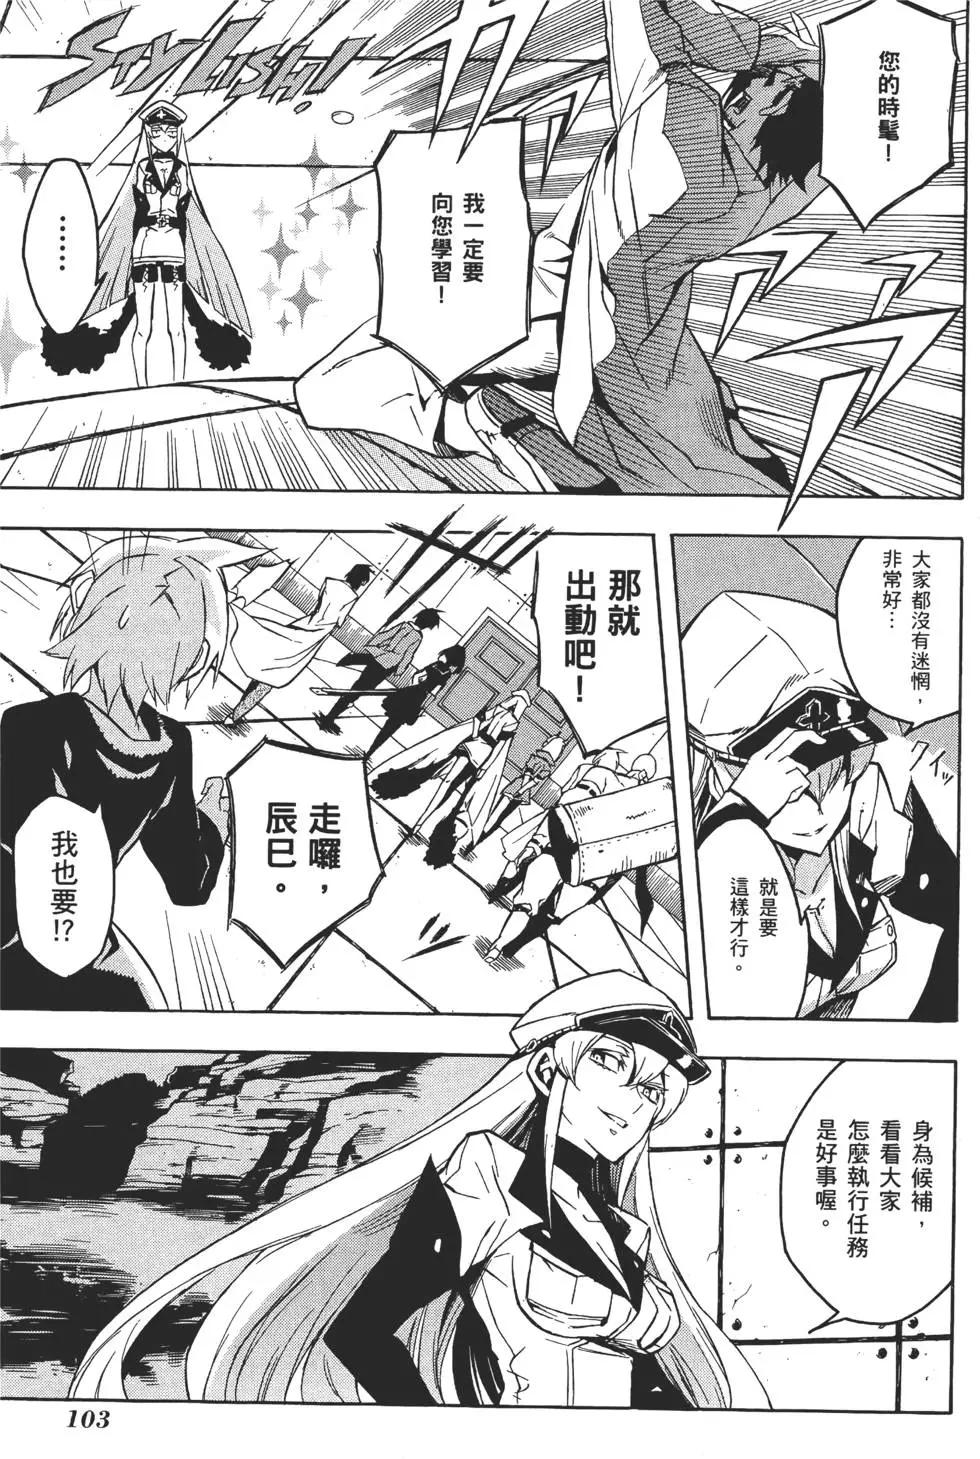 您的時髦！
我一定要
向您學習！
STYLISH!
……
大家都沒有迷惘，
非常好…
クイッ
就是要
這樣才行。
那就
出動吧！
走囉，
辰巳。
我也要!?
身為候補，
看看大家
怎麼執行任務
是好事喔。
103